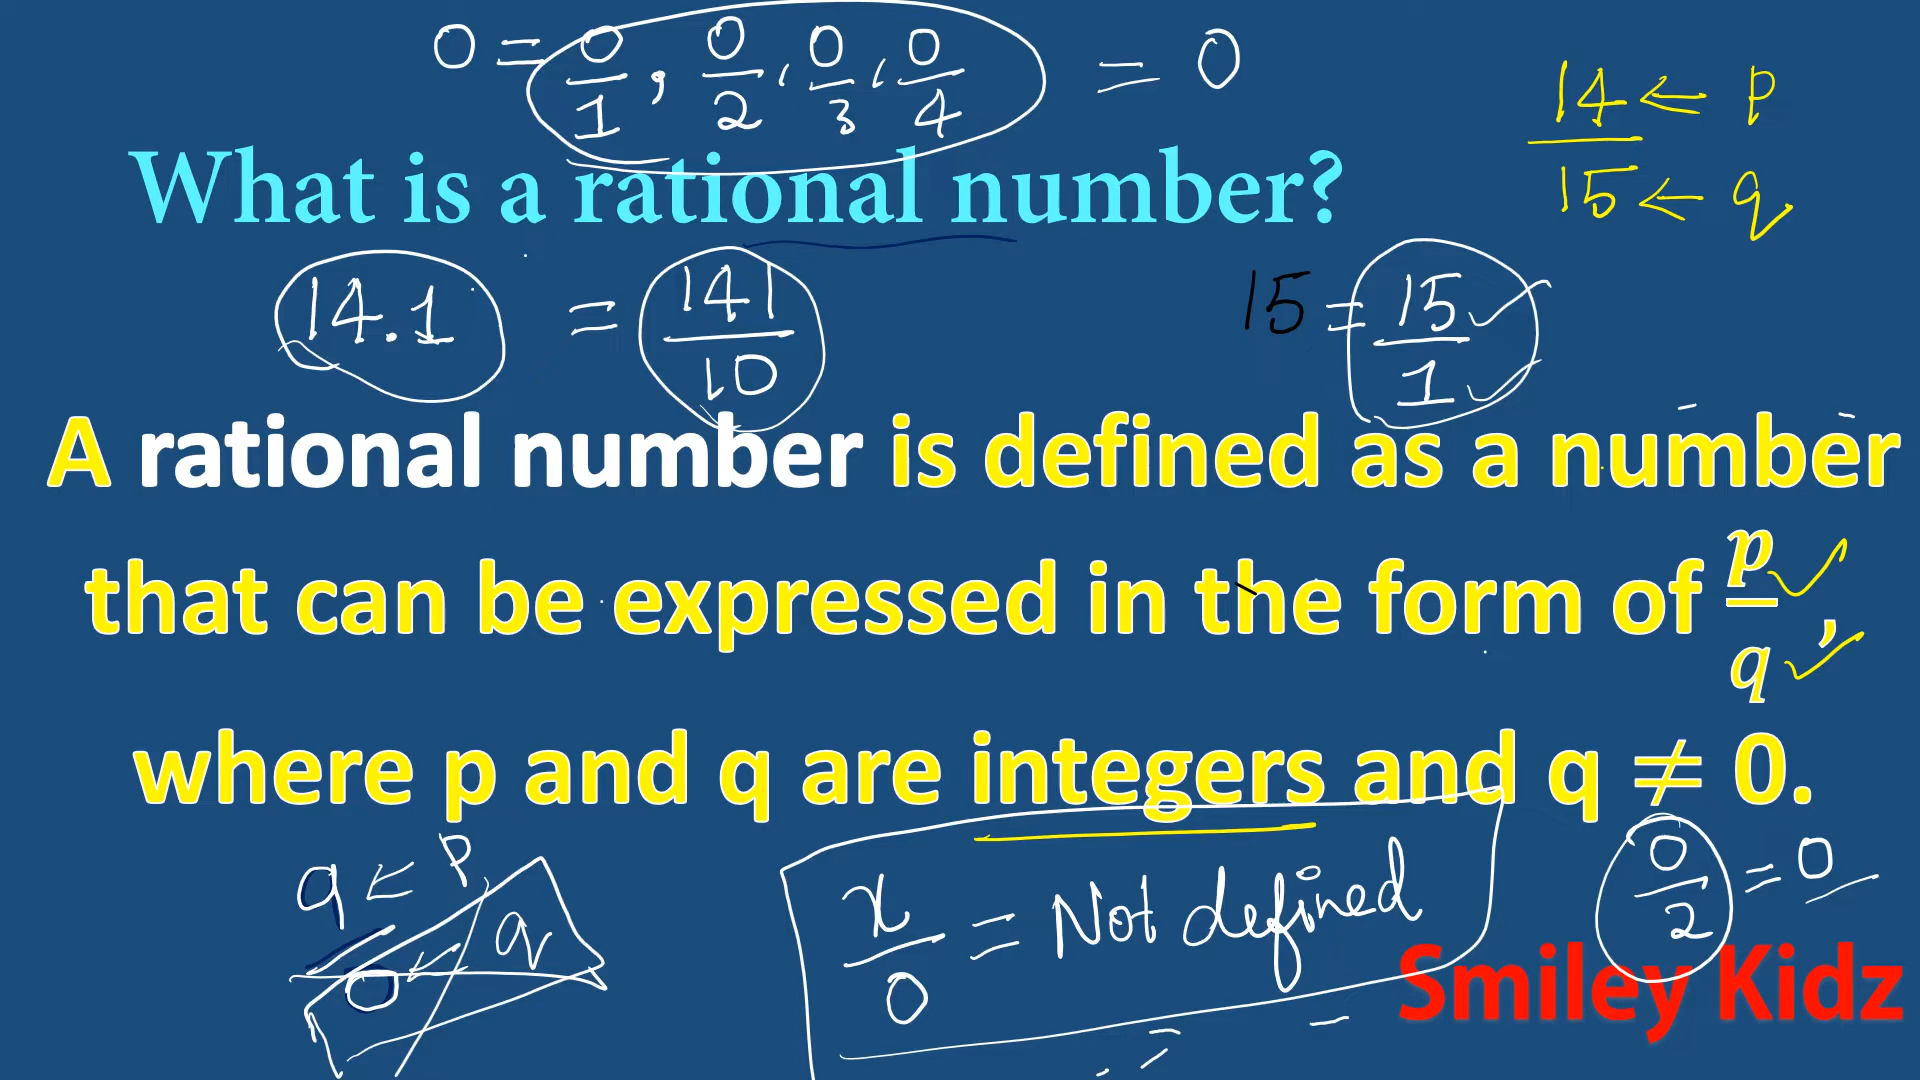 0 = 0/1, 0/2, 0/3, 0/4 = 0
14 ← p
15 ← q
What is a rational number?
14.1 = 141/10
15 = 15/1
A rational number is defined as a number
that can be expressed in the form of p/q,
where p and q are integers and q ≠ 0.
9 ← p
0 ← q
x/0 = Not defined
0/2 = 0
Smiley Kidz